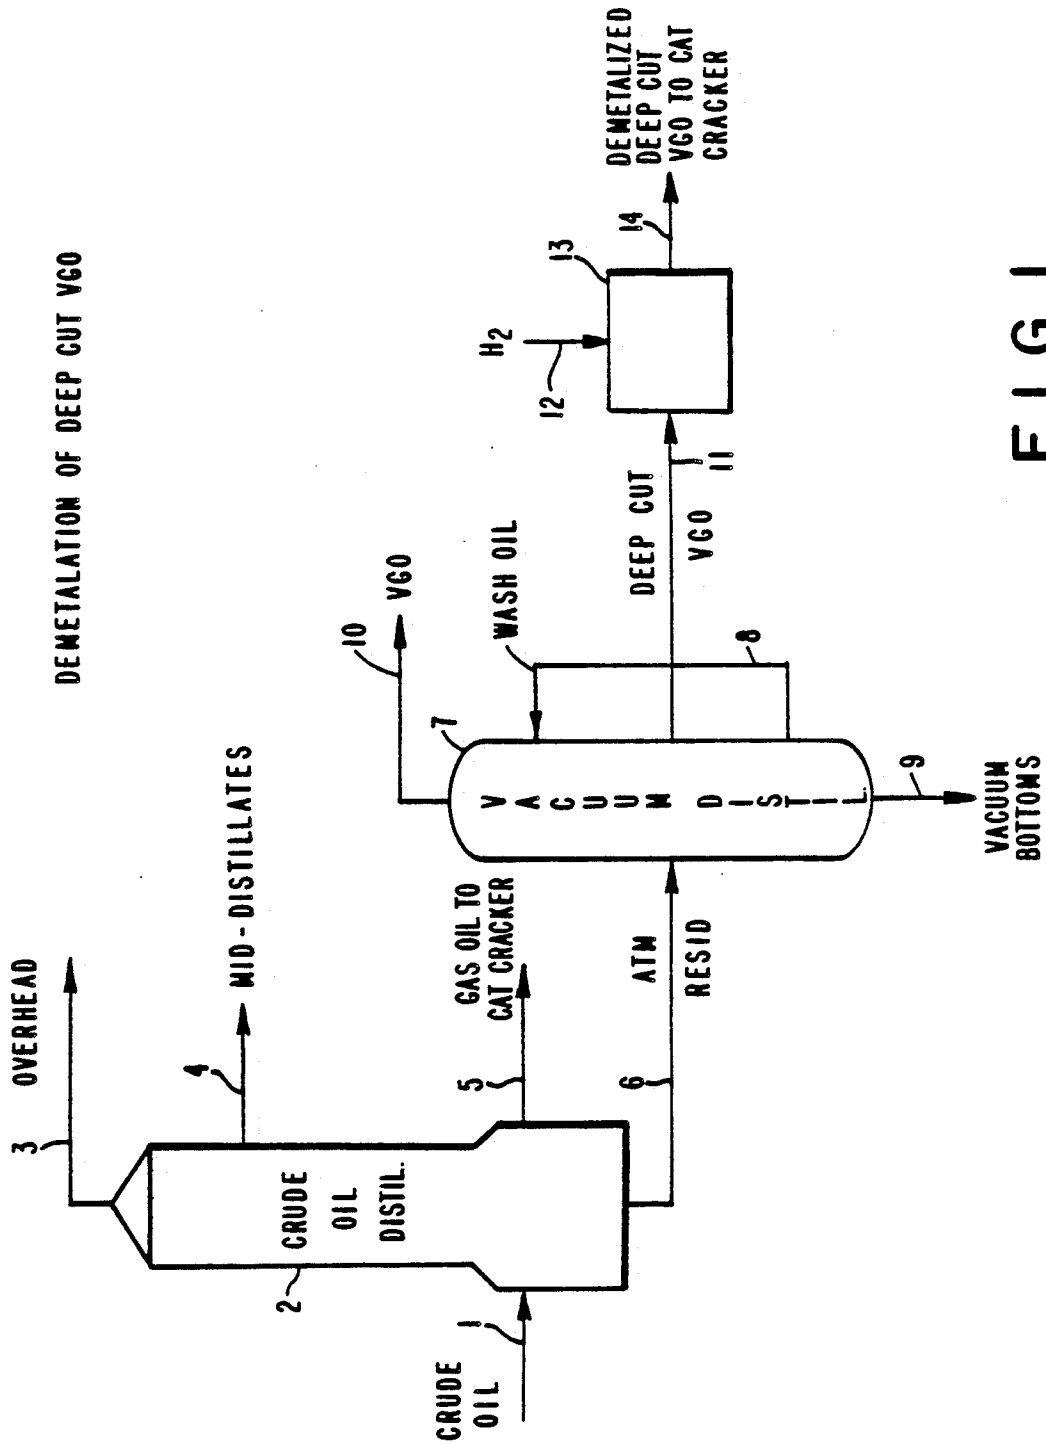 DEMETALATION OF DEEP CUT VGO
3 OVERHEAD
4
MID-DISTILLATES
CRUDE
OIL
DISTIL.
2
CRUDE
OIL
1
5
GAS OIL TO
CAT CRACKER
6
ATM
RESID
10
VGO
7
VACUUM DISTIL.
WASH OIL
8
9
VACUUM
BOTTOMS
DEEP CUT
VGO
11
H2
12
13
14
DEMETALIZED
DEEP CUT
VGO TO CAT
CRACKER
FIG 1